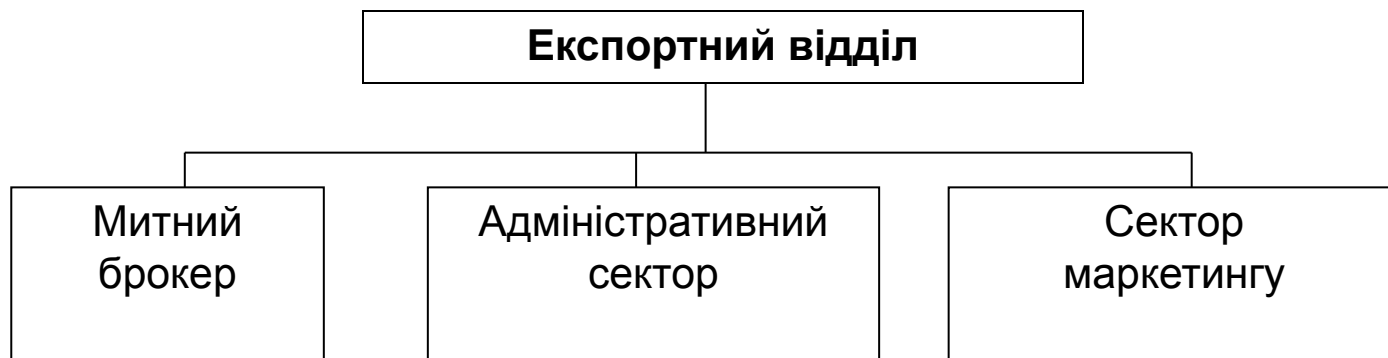 Експортний відділ
Митний
брокер
Адміністративний
сектор
Сектор
маркетингу